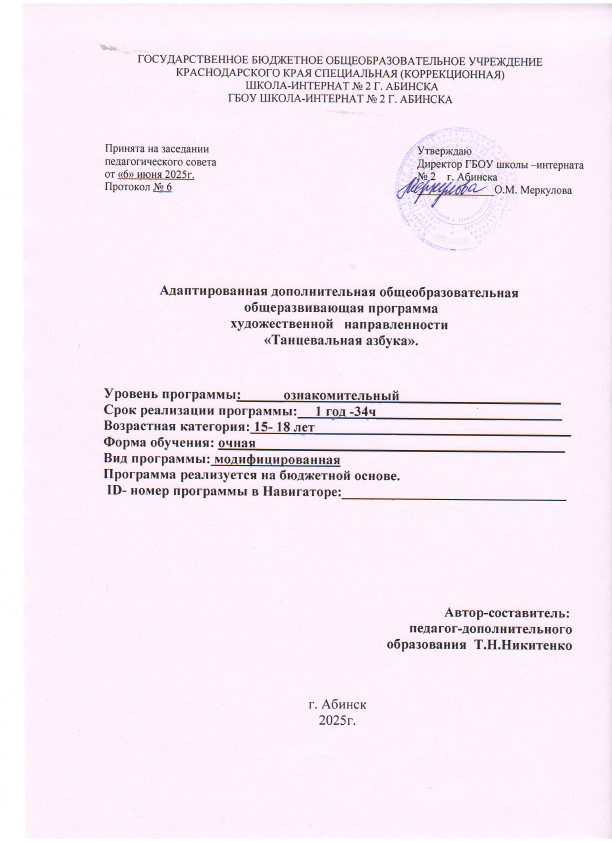 ГОСУДАРСТВЕННОЕ БЮДЖЕТНОЕ ОБЩЕОБРАЗОВАТЕЛЬНОЕ УЧРЕЖДЕНИЕ
КРАСНОДАРСКОГО КРАЯ СПЕЦИАЛЬНАЯ (КОРРЕКЦИОННАЯ)
ШКОЛА-ИНТЕРНАТ № 2 Г. АБИНСКА
ГБОУ ШКОЛА-ИНТЕРНАТ № 2 Г. АБИНСКА
Принята на заседании
педагогического совета
от «6» июня 2025г.
Протокол № 6
Утверждаю
Директор ГБОУ школы –интерната
№ 2 г. Абинска
Меркулова О.М. Меркулова
Адаптированная дополнительная общеобразовательная
общеразвивающая программа
художественной направленности
«Танцевальная азбука».
Уровень программы: ознакомительный
Срок реализации программы: 1 год -34ч
Возрастная категория: 15- 18 лет
Форма обучения: очная
Вид программы: модифицированная
Программа реализуется на бюджетной основе.
ID- номер программы в Навигаторе:
Автор-составитель:
педагог-дополнительного
образования Т.Н.Никитенко
г. Абинск
2025г.